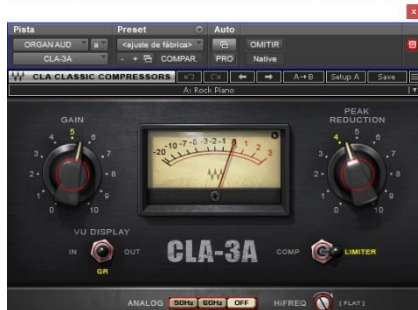 x
Pista Preset Auto
ORGAN AUD a <ajuste de fábrica> OMITIR
CLA-3A - + COMPAR. PRO Native
CLA CLASSIC COMPRESSORS A→B Setup A Save
A: Rock Piano
GAIN
0 1 2 3 4 5 6 7 8 9 10
-20 -10 -7 -5 -3 -2 -1 0 1 2 3
PEAK REDUCTION
0 1 2 3 4 5 6 7 8 9 10
VU DISPLAY
IN OUT
GR
CLA-3A
COMP LIMITER
ANALOG 50Hz 60Hz OFF HiFREQ [FLAT]